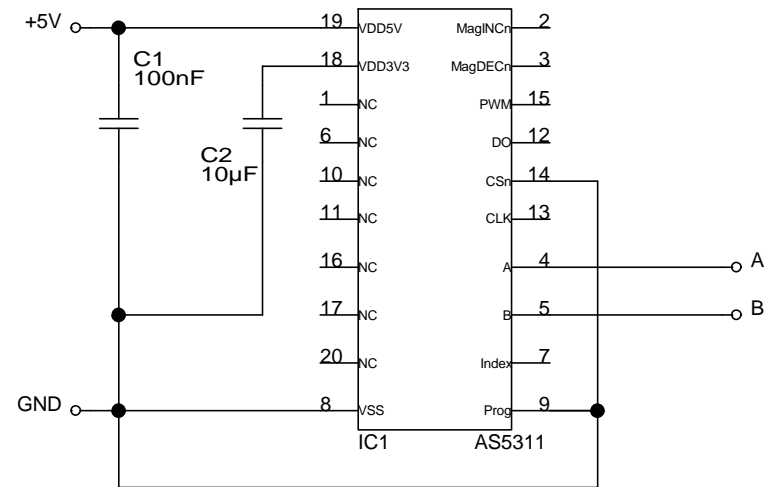 +5V 19 VDD5V MagINCn 2
C1
100nF
18 VDD3V3 MagDECn 3
1 NC PWM 15
6 NC DO 12
C2
10µF
10 NC CSn 14
11 NC CLK 13
16 NC A 4 A
17 NC B 5 B
20 NC Index 7
GND 8 VSS Prog 9
IC1 AS5311